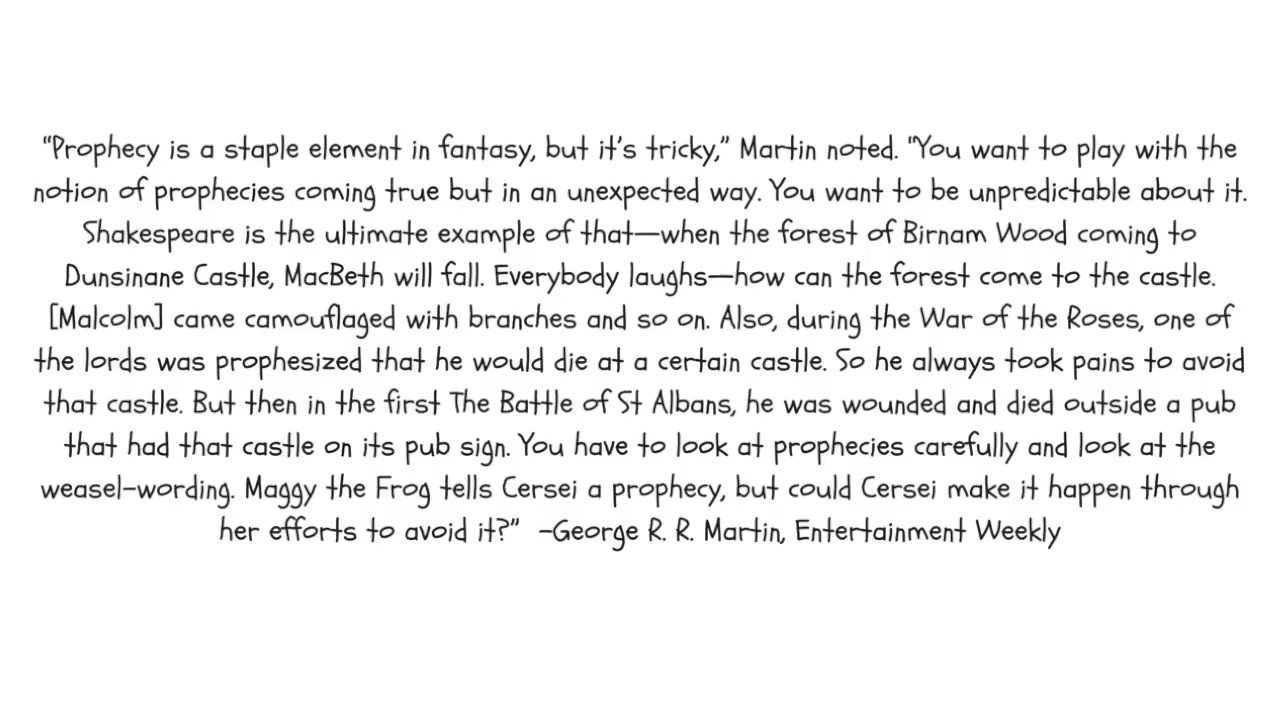 “Prophecy is a staple element in fantasy, but it’s tricky,” Martin noted. “You want to play with the
notion of prophecies coming true but in an unexpected way. You want to be unpredictable about it.
Shakespeare is the ultimate example of that—when the forest of Birnam Wood coming to
Dunsinane Castle, MacBeth will fall. Everybody laughs—how can the forest come to the castle.
[Malcolm] came camouflaged with branches and so on. Also, during the War of the Roses, one of
the lords was prophesized that he would die at a certain castle. So he always took pains to avoid
that castle. But then in the first The Battle of St Albans, he was wounded and died outside a pub
that had that castle on its pub sign. You have to look at prophecies carefully and look at the
weasel-wording. Maggy the Frog tells Cersei a prophecy, but could Cersei make it happen through
her efforts to avoid it?” -George R. R. Martin, Entertainment Weekly